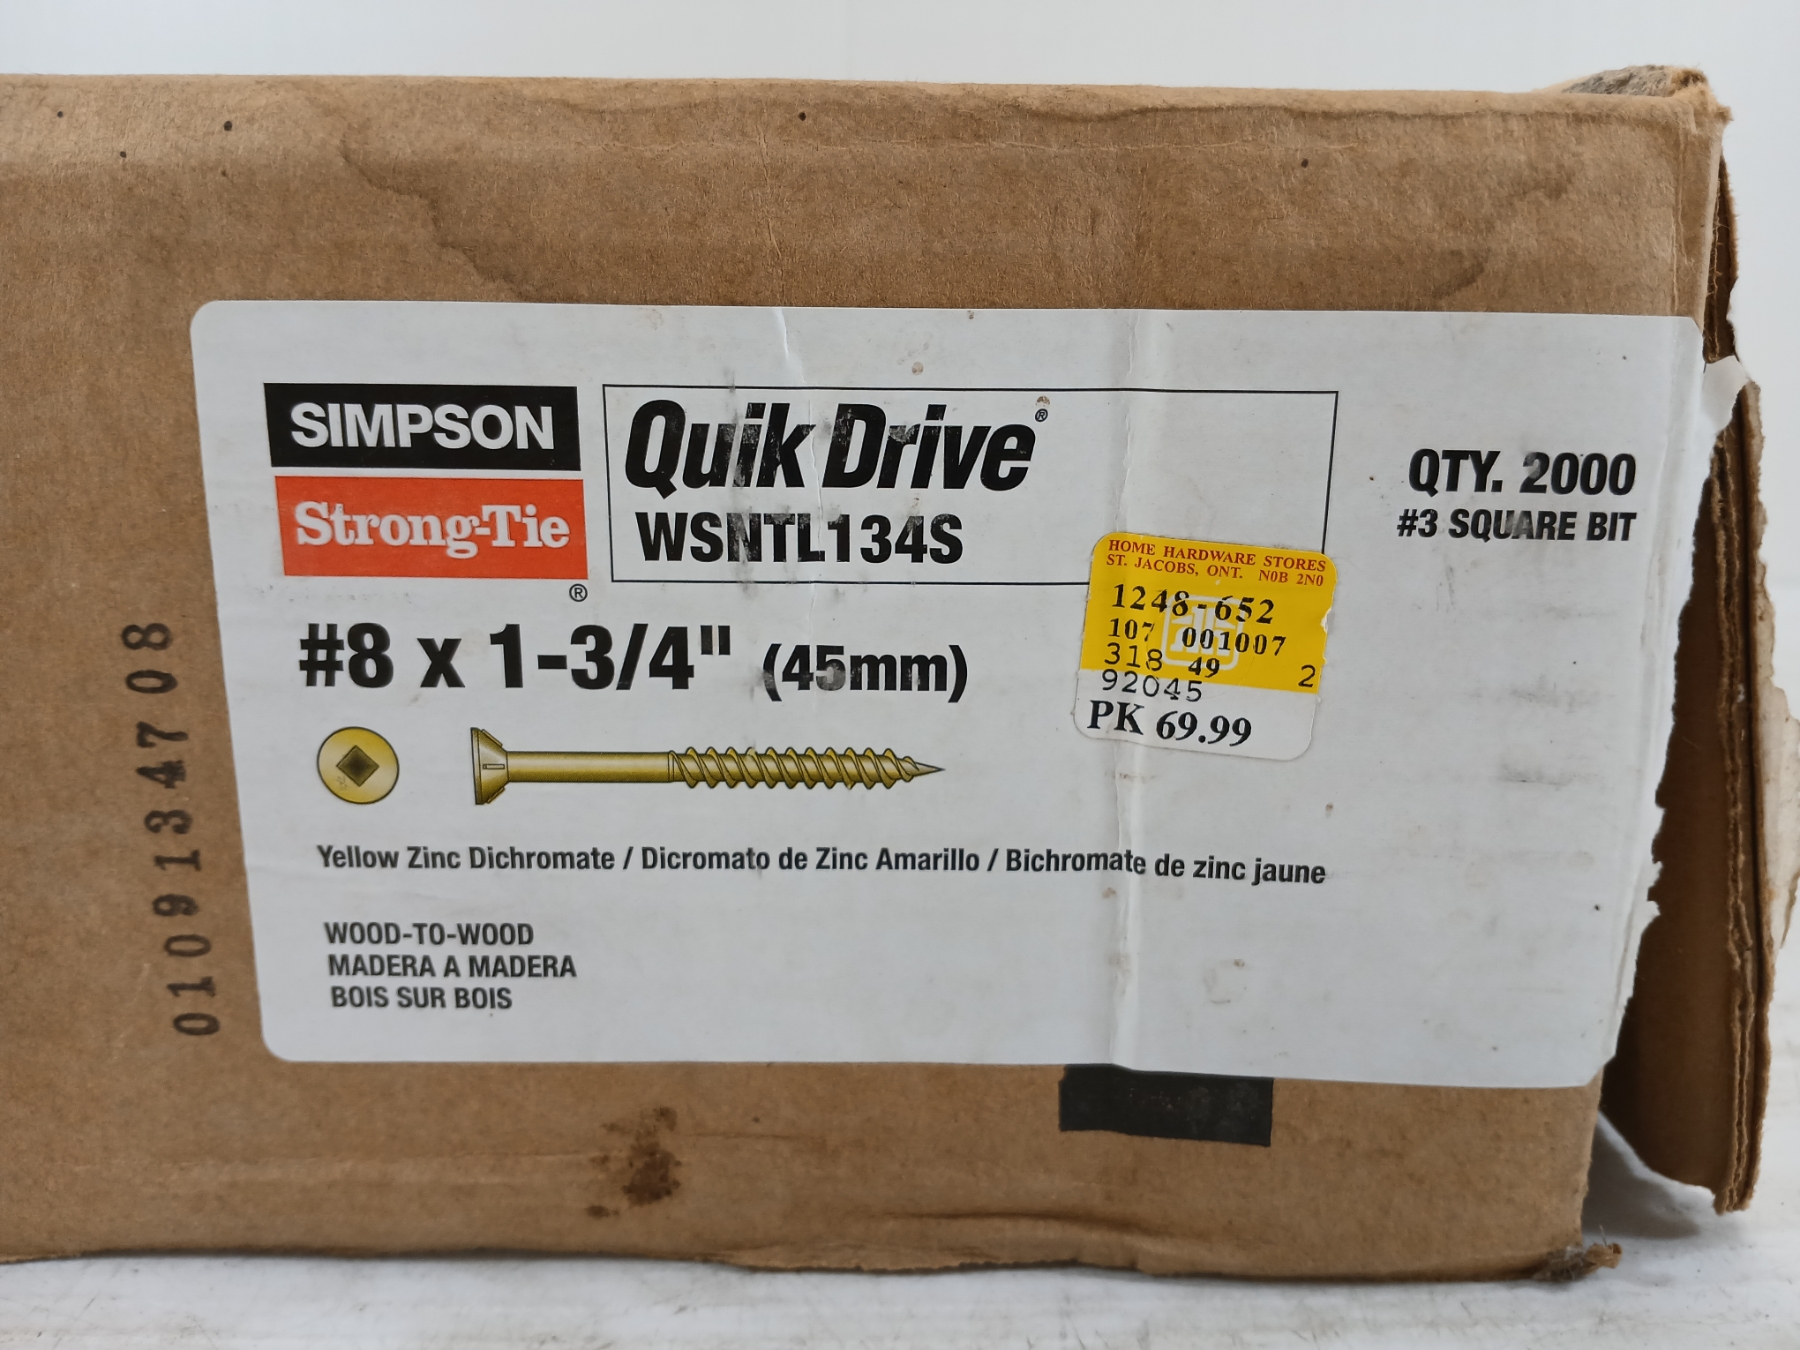 SIMPSON
Strong-Tie
®
Quik Drive®
WSNTL134S
QTY. 2000
#3 SQUARE BIT
#8 x 1-3/4" (45mm)
HOME HARDWARE STORES
ST. JACOBS, ONT. N0B 2N0
1248-652
107 001007
318 49 2
92045
PK 69.99
Yellow Zinc Dichromate / Dicromato de Zinc Amarillo / Bichromate de zinc jaune
WOOD-TO-WOOD
MADERA A MADERA
BOIS SUR BOIS
0109134708